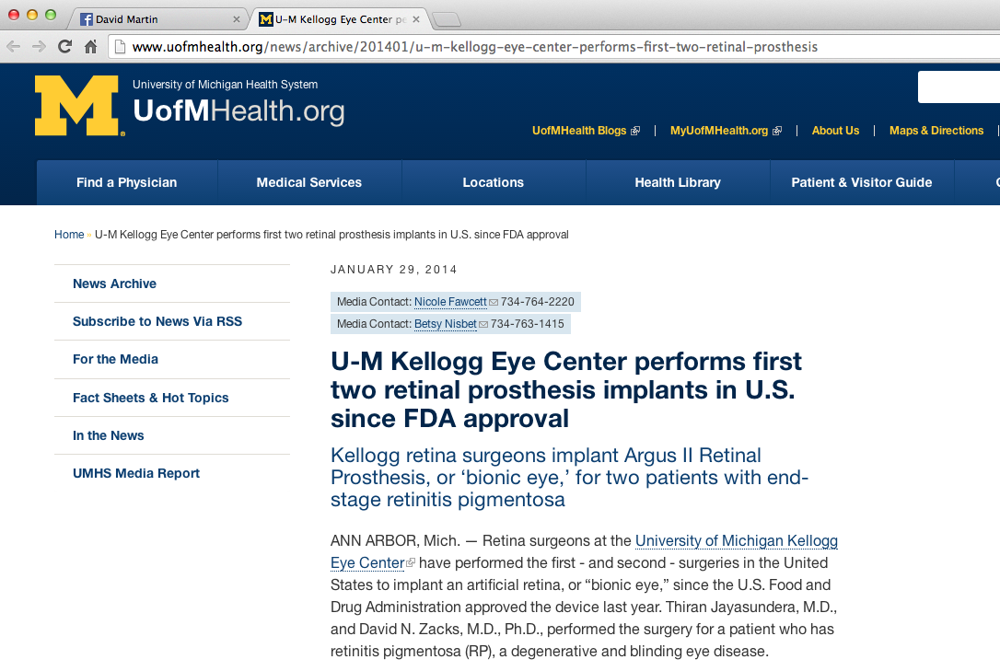 David Martin
U-M Kellogg Eye Center pe
www.uofmhealth.org/news/archive/201401/u-m-kellogg-eye-center-performs-first-two-retinal-prosthesis
University of Michigan Health System
UofMHealth.org
UofMHealth Blogs | MyUofMHealth.org | About Us | Maps & Directions |
Find a Physician
Medical Services
Locations
Health Library
Patient & Visitor Guide
Home » U-M Kellogg Eye Center performs first two retinal prosthesis implants in U.S. since FDA approval
News Archive
Subscribe to News Via RSS
For the Media
Fact Sheets & Hot Topics
In the News
UMHS Media Report
JANUARY 29, 2014
Media Contact: Nicole Fawcett 734-764-2220
Media Contact: Betsy Nisbet 734-763-1415
U-M Kellogg Eye Center performs first
two retinal prosthesis implants in U.S.
since FDA approval
Kellogg retina surgeons implant Argus II Retinal
Prosthesis, or ‘bionic eye,’ for two patients with end-
stage retinitis pigmentosa
ANN ARBOR, Mich. — Retina surgeons at the University of Michigan Kellogg
Eye Center have performed the first - and second - surgeries in the United
States to implant an artificial retina, or “bionic eye,” since the U.S. Food and
Drug Administration approved the device last year. Thiran Jayasundera, M.D.,
and David N. Zacks, M.D., Ph.D., performed the surgery for a patient who has
retinitis pigmentosa (RP), a degenerative and blinding eye disease.